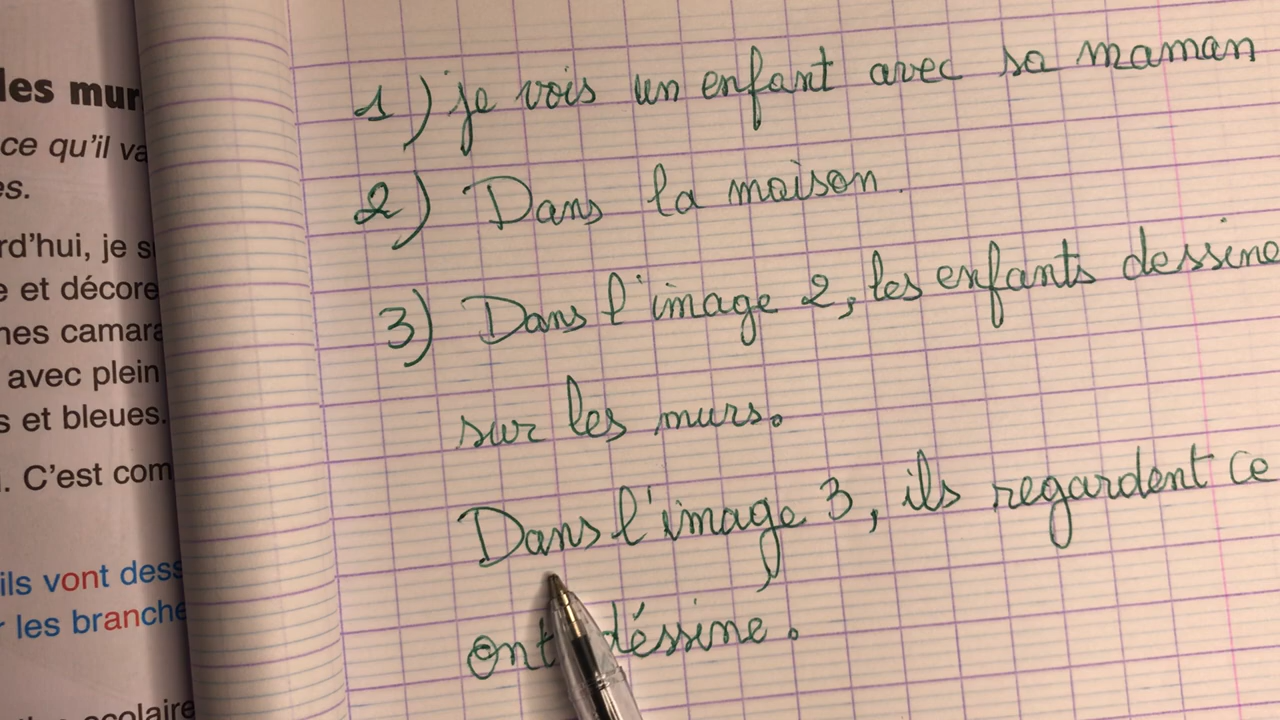 les mur
ce qu'il va
es.
rd'hui, je s
e et décore
nes camara
avec plein
s et bleues.
. C'est com
ils vont dess
r les branche
scolaire
1) je vois un enfant avec sa maman
2) Dans la maison.
3) Dans l'image 2, les enfants dessine
sur les murs.
Dans l'image 3, ils regardent ce
ont déssine.